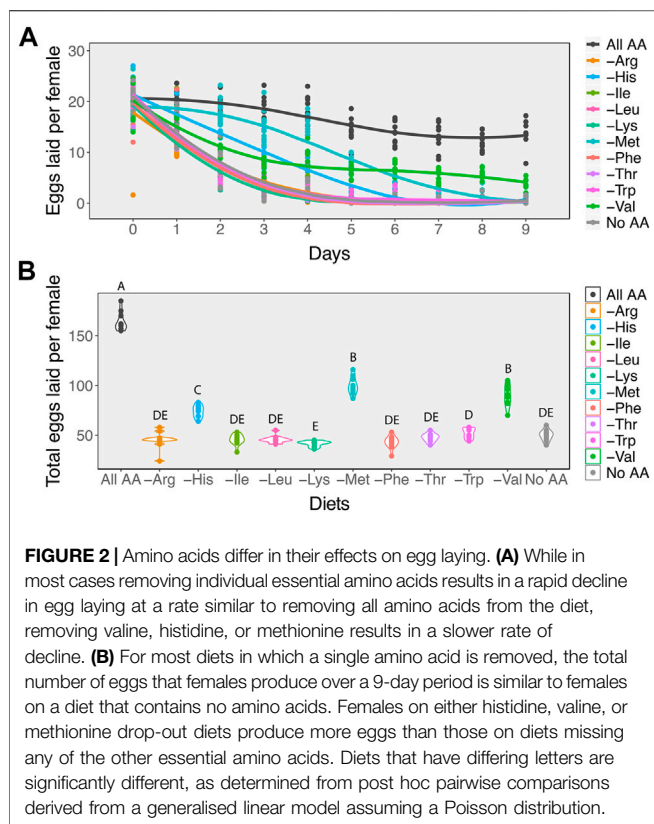 A
Eggs laid per female
30
20
10
0
0 1 2 3 4 5 6 7 8 9
Days
All AA
−Arg
−His
−Ile
−Leu
−Lys
−Met
−Phe
−Thr
−Trp
−Val
No AA
B
Total eggs laid per female
150
100
50
A
DE
C
DE
DE
E
B
DE
DE
D
B
DE
All AA −Arg −His −Ile −Leu −Lys −Met −Phe −Thr −Trp −Val No AA
Diets
All AA
−Arg
−His
−Ile
−Leu
−Lys
−Met
−Phe
−Thr
−Trp
−Val
No AA
FIGURE 2 | Amino acids differ in their effects on egg laying. (A) While in
most cases removing individual essential amino acids results in a rapid decline
in egg laying at a rate similar to removing all amino acids from the diet,
removing valine, histidine, or methionine results in a slower rate of
decline. (B) For most diets in which a single amino acid is removed, the total
number of eggs that females produce over a 9-day period is similar to females
on a diet that contains no amino acids. Females on either histidine, valine, or
methionine drop-out diets produce more eggs than those on diets missing
any of the other essential amino acids. Diets that have differing letters are
significantly different, as determined from post hoc pairwise comparisons
derived from a generalised linear model assuming a Poisson distribution.